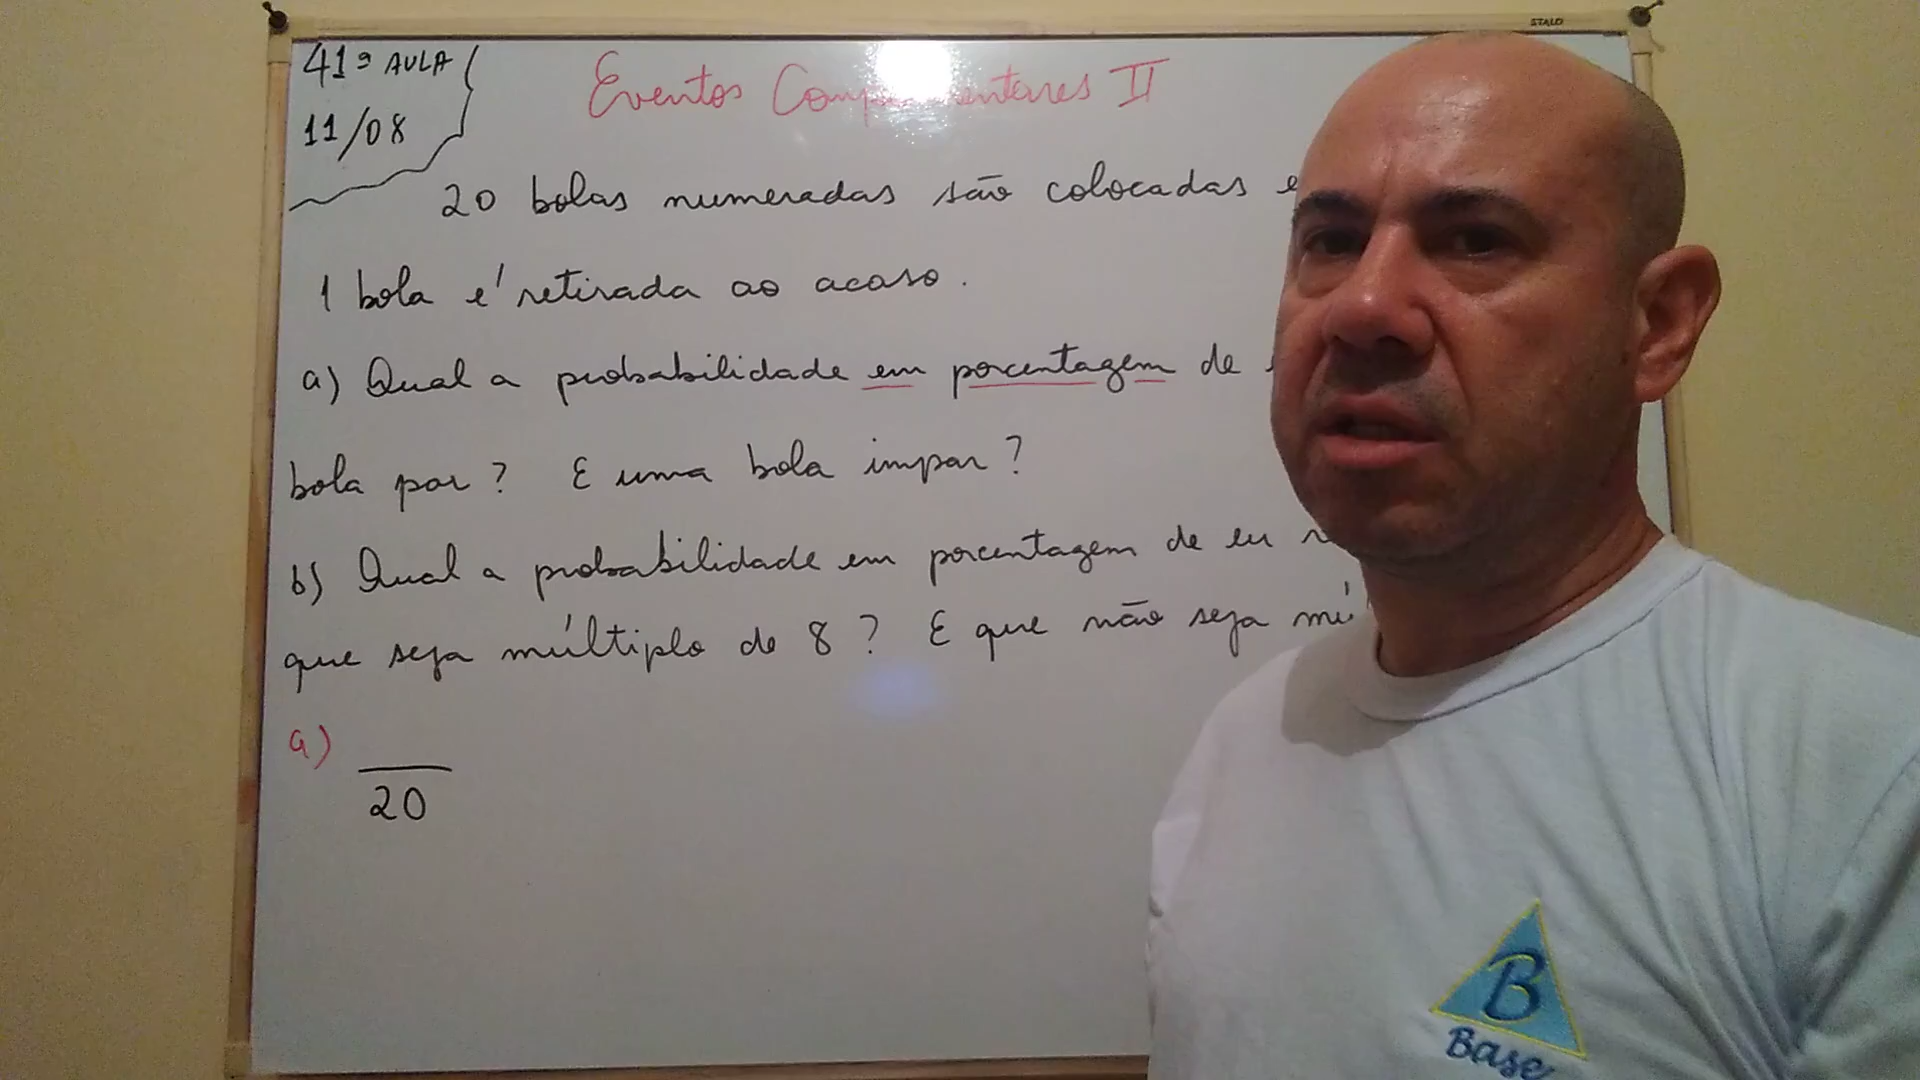 STALO
41ª AULA
11/08
Eventos Complementares II
20 bolas numeradas são colocadas
1 bola é retirada ao acaso.
a) Qual a probabilidade em porcentagem de
bola par? E uma bola impar?
b) Qual a probabilidade em porcentagem de eu
que seja múltiplo de 8? E que não seja
a)
20
B
Base